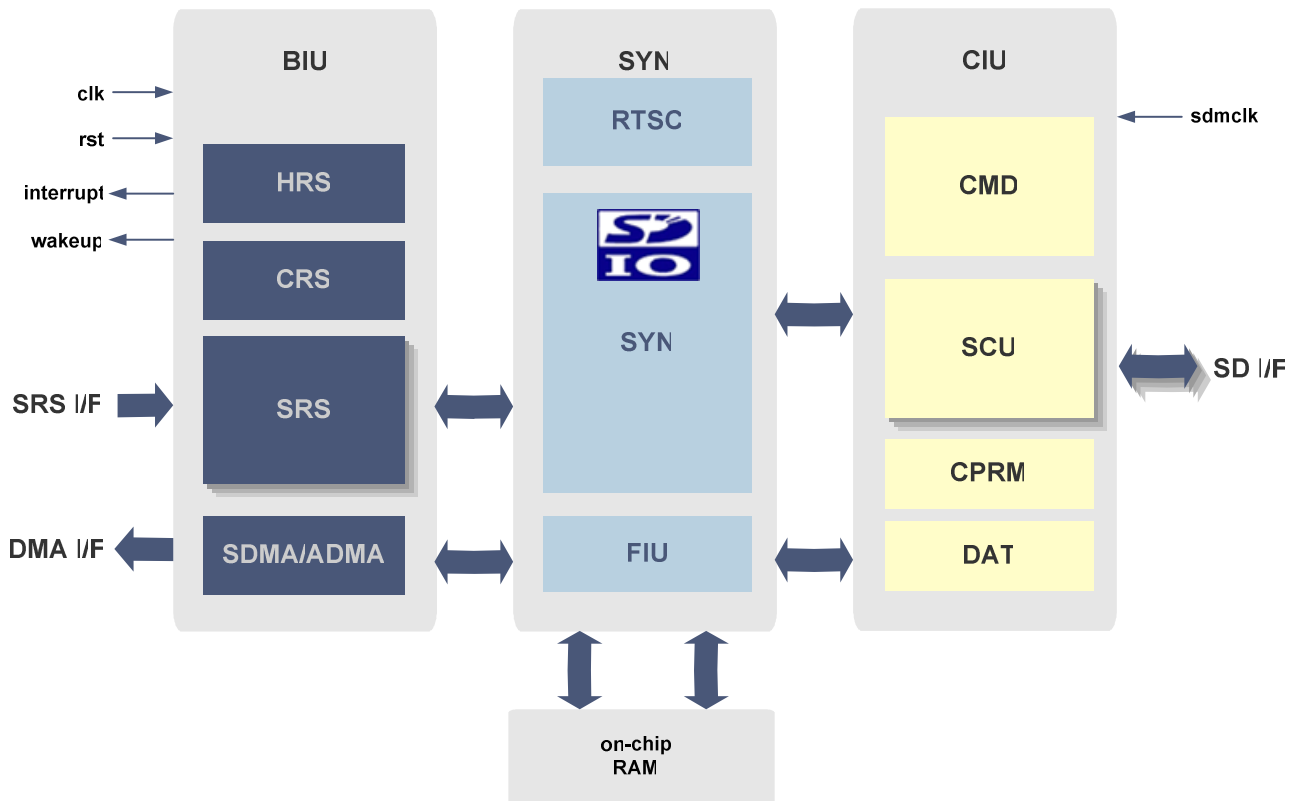 BIU
SYN
CIU
clk
rst
interrupt
wakeup
SRS I/F
DMA I/F
HRS
CRS
SRS
SDMA/ADMA
RTSC
SD
IO
SYN
FIU
CMD
SCU
CPRM
DAT
sdmclk
SD I/F
on-chip
RAM